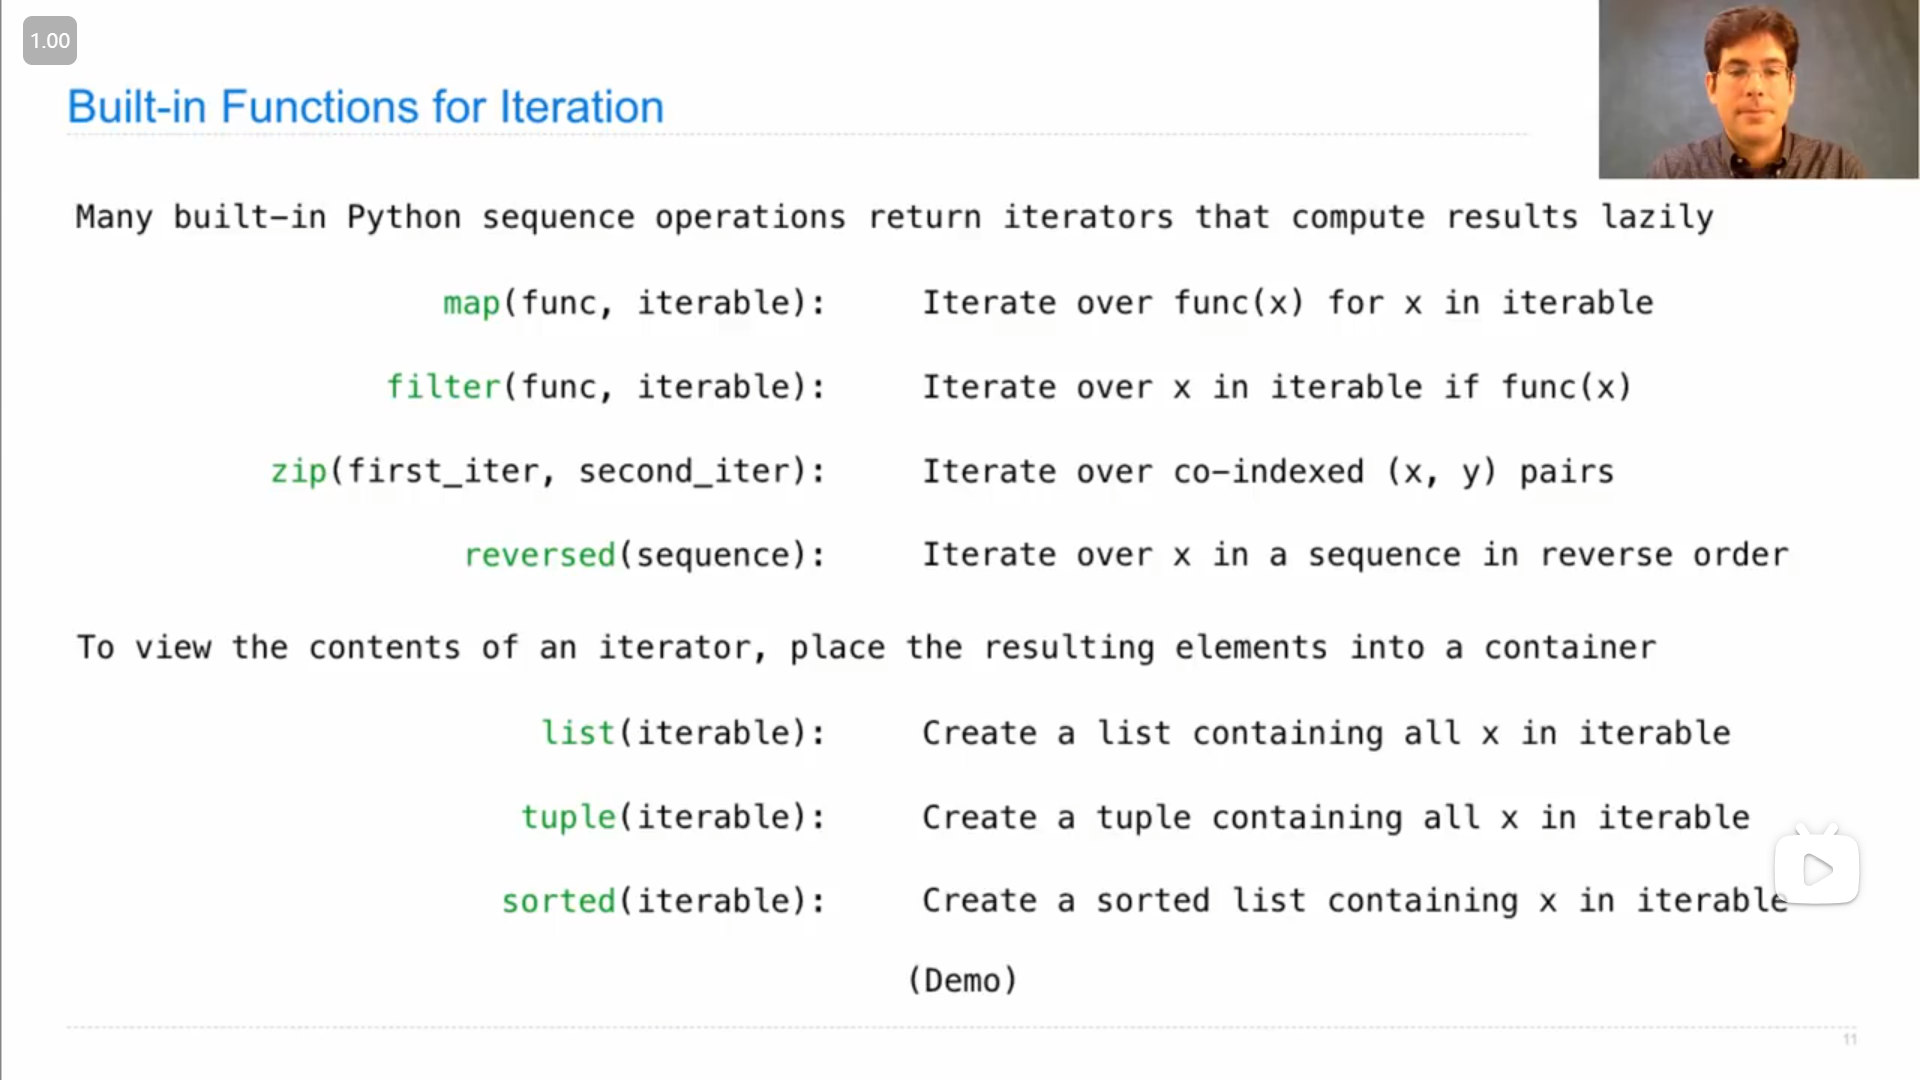 1.00
Built-in Functions for Iteration
Many built-in Python sequence operations return iterators that compute results lazily
map(func, iterable): Iterate over func(x) for x in iterable
filter(func, iterable): Iterate over x in iterable if func(x)
zip(first_iter, second_iter): Iterate over co-indexed (x, y) pairs
reversed(sequence): Iterate over x in a sequence in reverse order
To view the contents of an iterator, place the resulting elements into a container
list(iterable): Create a list containing all x in iterable
tuple(iterable): Create a tuple containing all x in iterable
sorted(iterable): Create a sorted list containing x in iterable
(Demo)
11